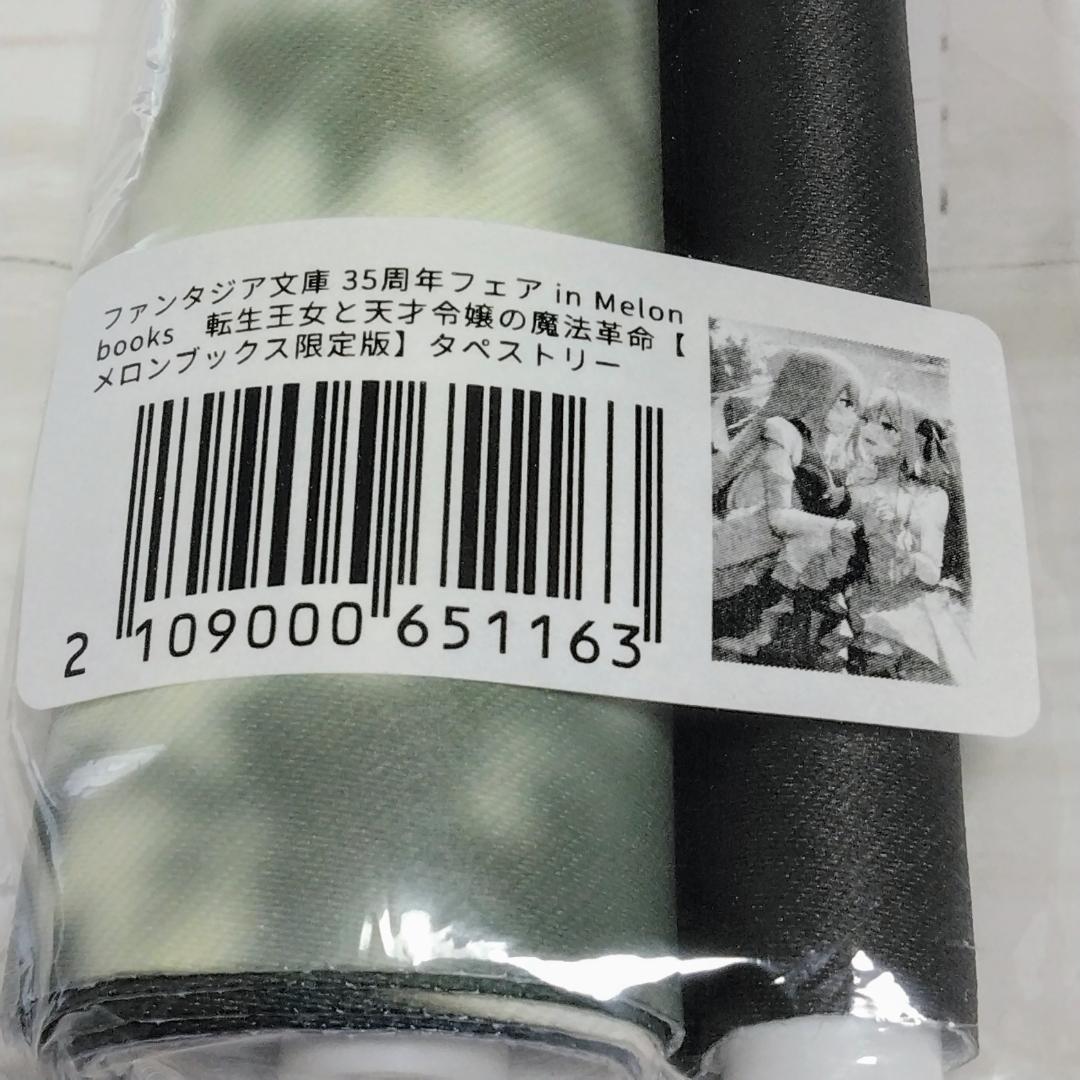 ファンタジア文庫 35周年フェア in Melon
books　転生王女と天才令嬢の魔法革命【
メロンブックス限定版】タペストリー
2 109000 651163